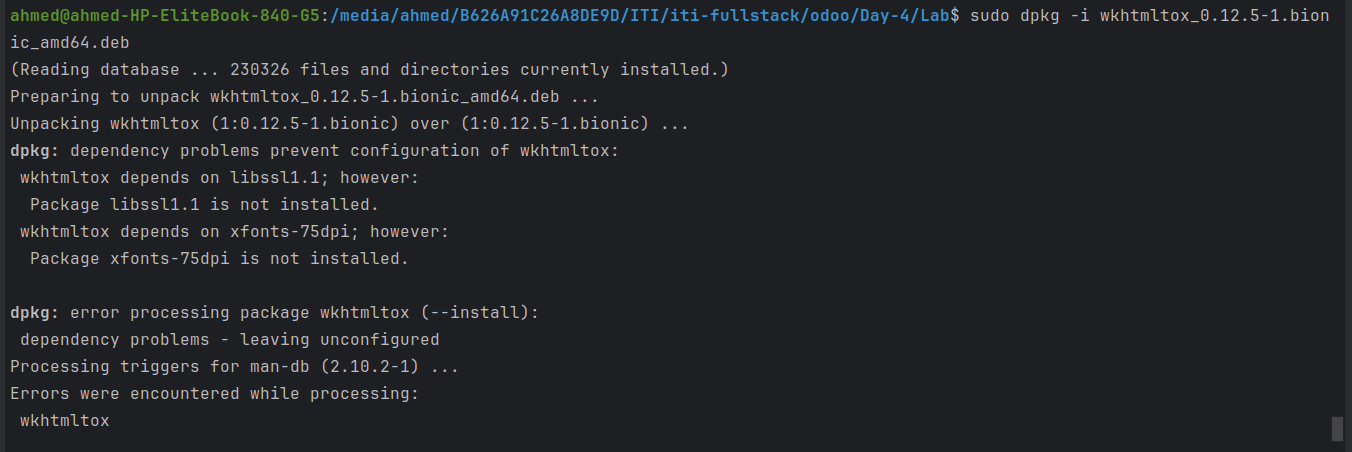 ahmed@ahmed-HP-EliteBook-840-G5:/media/ahmed/B626A91C26A8DE9D/ITI/iti-fullstack/odoo/Day-4/Lab$ sudo dpkg -i wkhtmltox_0.12.5-1.bion
ic_amd64.deb
(Reading database ... 230326 files and directories currently installed.)
Preparing to unpack wkhtmltox_0.12.5-1.bionic_amd64.deb ...
Unpacking wkhtmltox (1:0.12.5-1.bionic) over (1:0.12.5-1.bionic) ...
dpkg: dependency problems prevent configuration of wkhtmltox:
 wkhtmltox depends on libssl1.1; however:
  Package libssl1.1 is not installed.
 wkhtmltox depends on xfonts-75dpi; however:
  Package xfonts-75dpi is not installed.

dpkg: error processing package wkhtmltox (--install):
 dependency problems - leaving unconfigured
Processing triggers for man-db (2.10.2-1) ...
Errors were encountered while processing:
 wkhtmltox